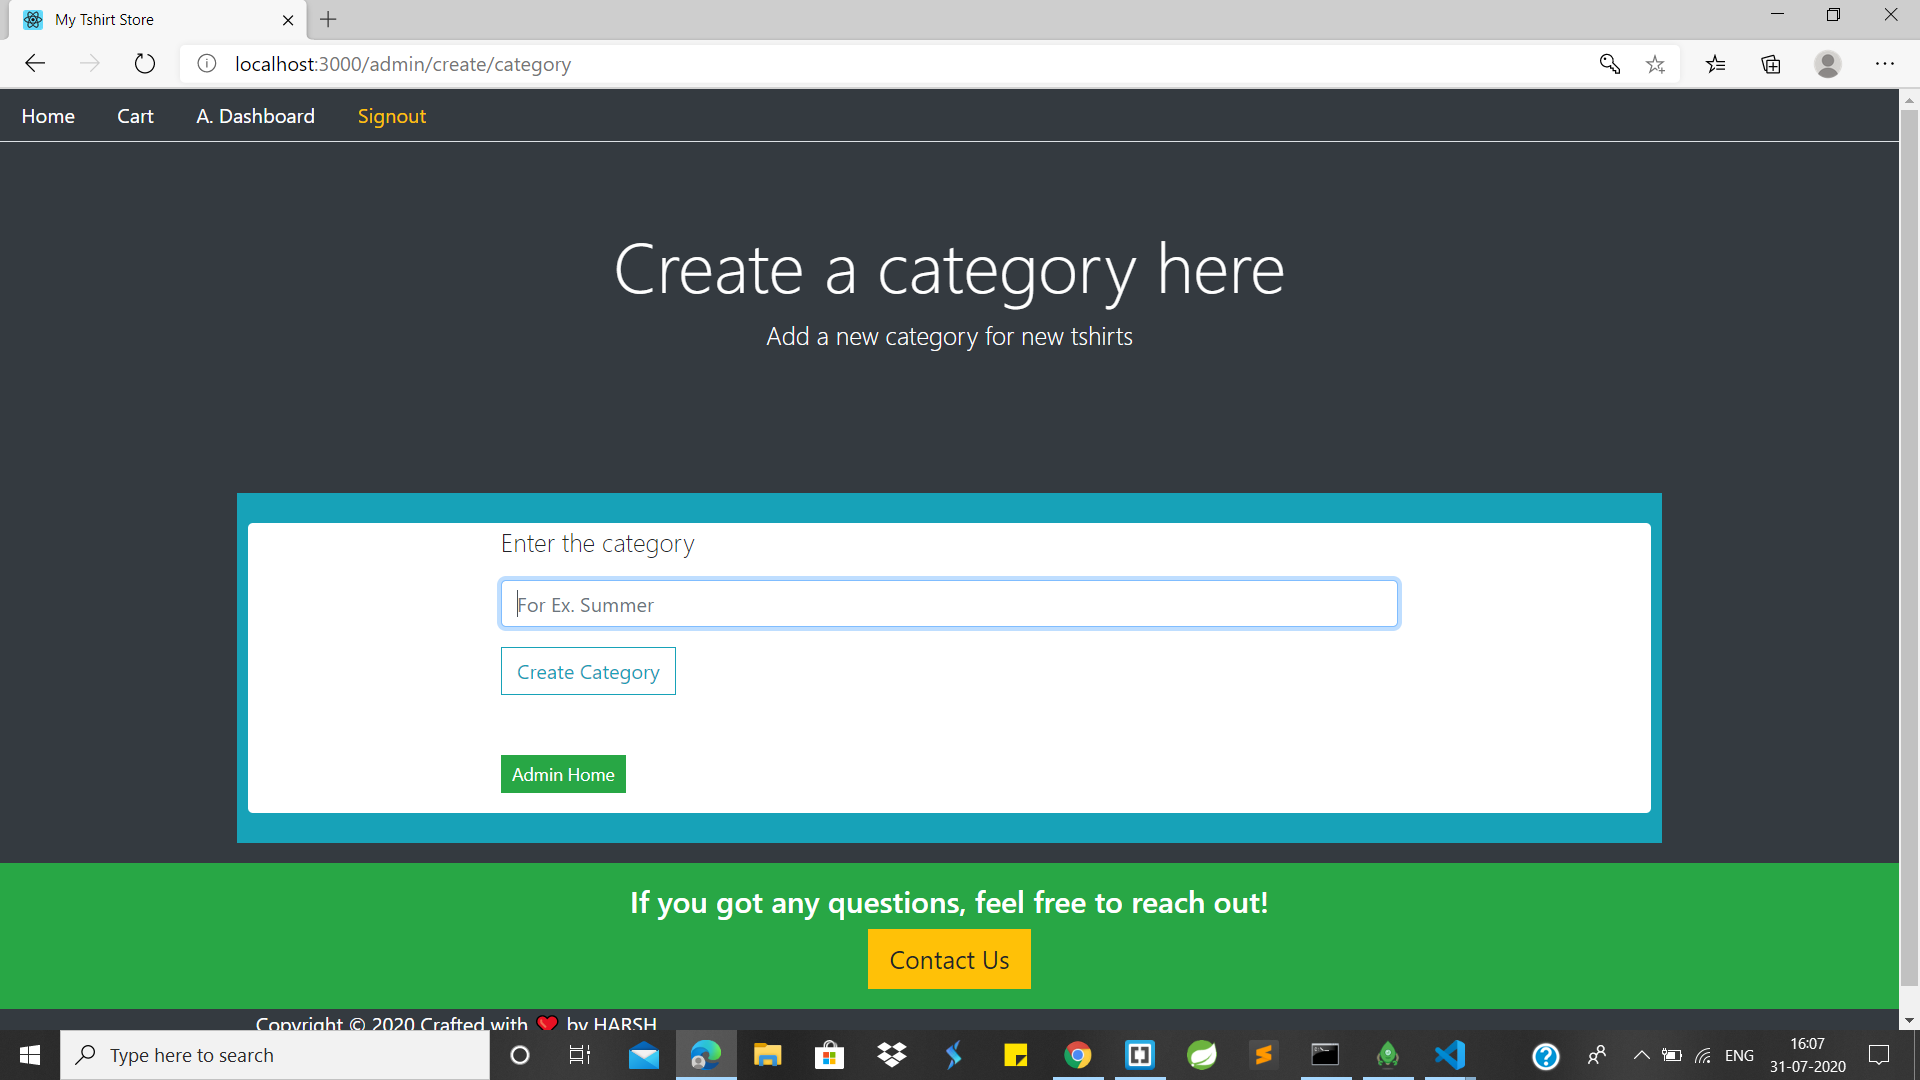 My Tshirt Store
localhost:3000/admin/create/category
Home Cart A. Dashboard Signout
Create a category here
Add a new category for new tshirts
Enter the category
For Ex. Summer
Create Category
Admin Home
If you got any questions, feel free to reach out!
Contact Us
Copyright © 2020 Crafted with ❤️ by HARSH
Type here to search
ENG
16:07
31-07-2020